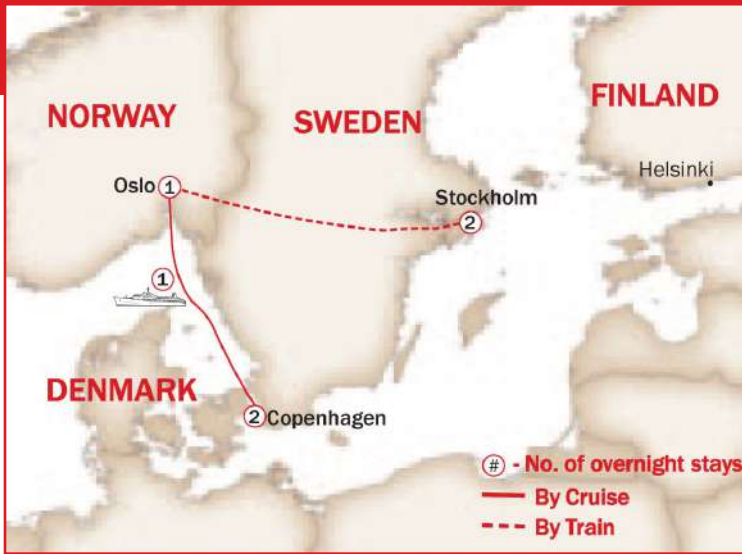 NORWAY
SWEDEN
FINLAND
Oslo 1
Stockholm
2
Helsinki
1
DENMARK
2 Copenhagen
# - No. of overnight stays
By Cruise
By Train